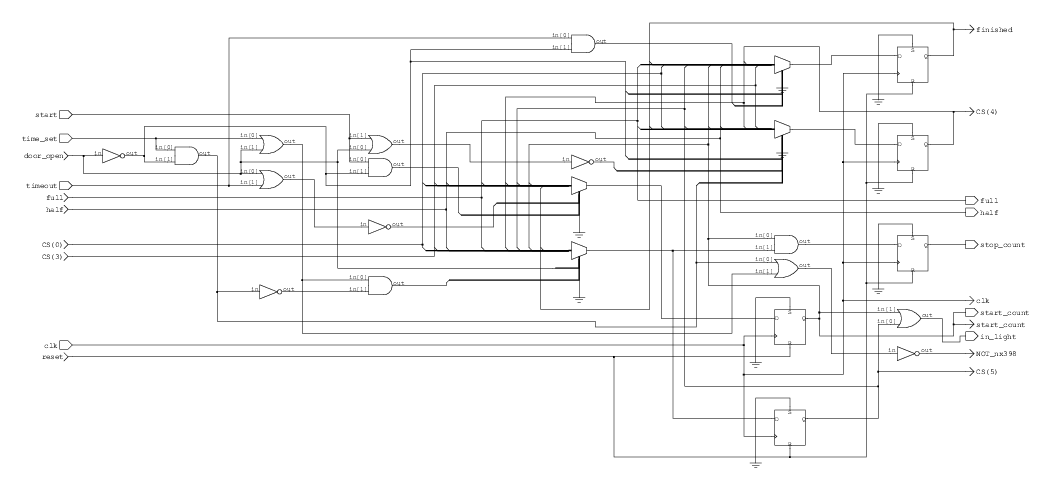 finished
in[0]
out
in[1]
S
D
Q
R
CS(4)
start
time_set
in[0]
in[1]
out
in[1]
in[0]
out
S
D
Q
R
door_open
in
out
in[0]
in[1]
out
in[0]
in[1]
out
in[0]
in[1]
out
in
out
timeout
full
half
full
half
in
out
CS(0)
CS(3)
in[0]
in[1]
out
S
D
Q
R
stop_count
in[0]
in[1]
out
in[0]
in[1]
out
in
out
clk
start_count
start_count
in_light
S
D
Q
R
in[1]
in[0]
out
clk
reset
in
out
NOT_nx398
CS(5)
S
D
Q
R